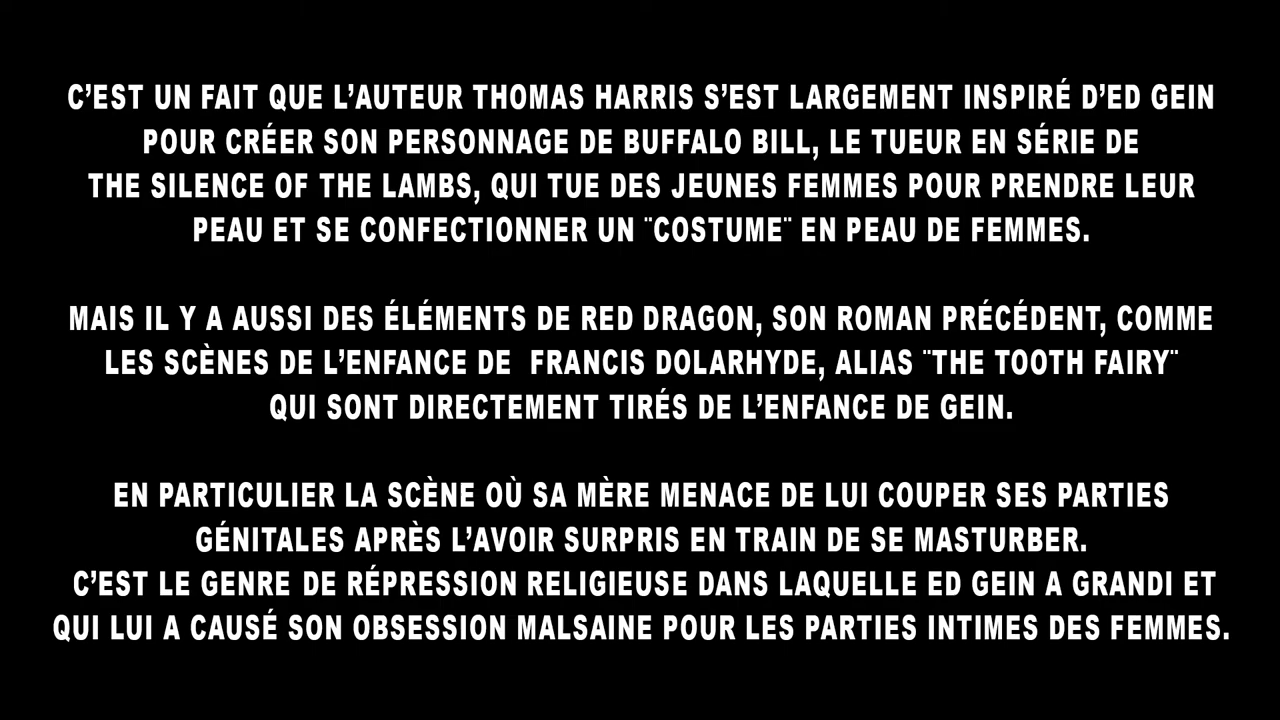 C'EST UN FAIT QUE L'AUTEUR THOMAS HARRIS S'EST LARGEMENT INSPIRÉ D'ED GEIN
POUR CRÉER SON PERSONNAGE DE BUFFALO BILL, LE TUEUR EN SÉRIE DE
THE SILENCE OF THE LAMBS, QUI TUE DES JEUNES FEMMES POUR PRENDRE LEUR
PEAU ET SE CONFECTIONNER UN ¨COSTUME¨ EN PEAU DE FEMMES.
MAIS IL Y A AUSSI DES ÉLÉMENTS DE RED DRAGON, SON ROMAN PRÉCÉDENT, COMME
LES SCÈNES DE L'ENFANCE DE  FRANCIS DOLARHYDE, ALIAS ¨THE TOOTH FAIRY¨
QUI SONT DIRECTEMENT TIRÉS DE L'ENFANCE DE GEIN.
EN PARTICULIER LA SCÈNE OÙ SA MÈRE MENACE DE LUI COUPER SES PARTIES
GÉNITALES APRÈS L'AVOIR SURPRIS EN TRAIN DE SE MASTURBER.
C'EST LE GENRE DE RÉPRESSION RELIGIEUSE DANS LAQUELLE ED GEIN A GRANDI ET
QUI LUI A CAUSÉ SON OBSESSION MALSAINE POUR LES PARTIES INTIMES DES FEMMES.